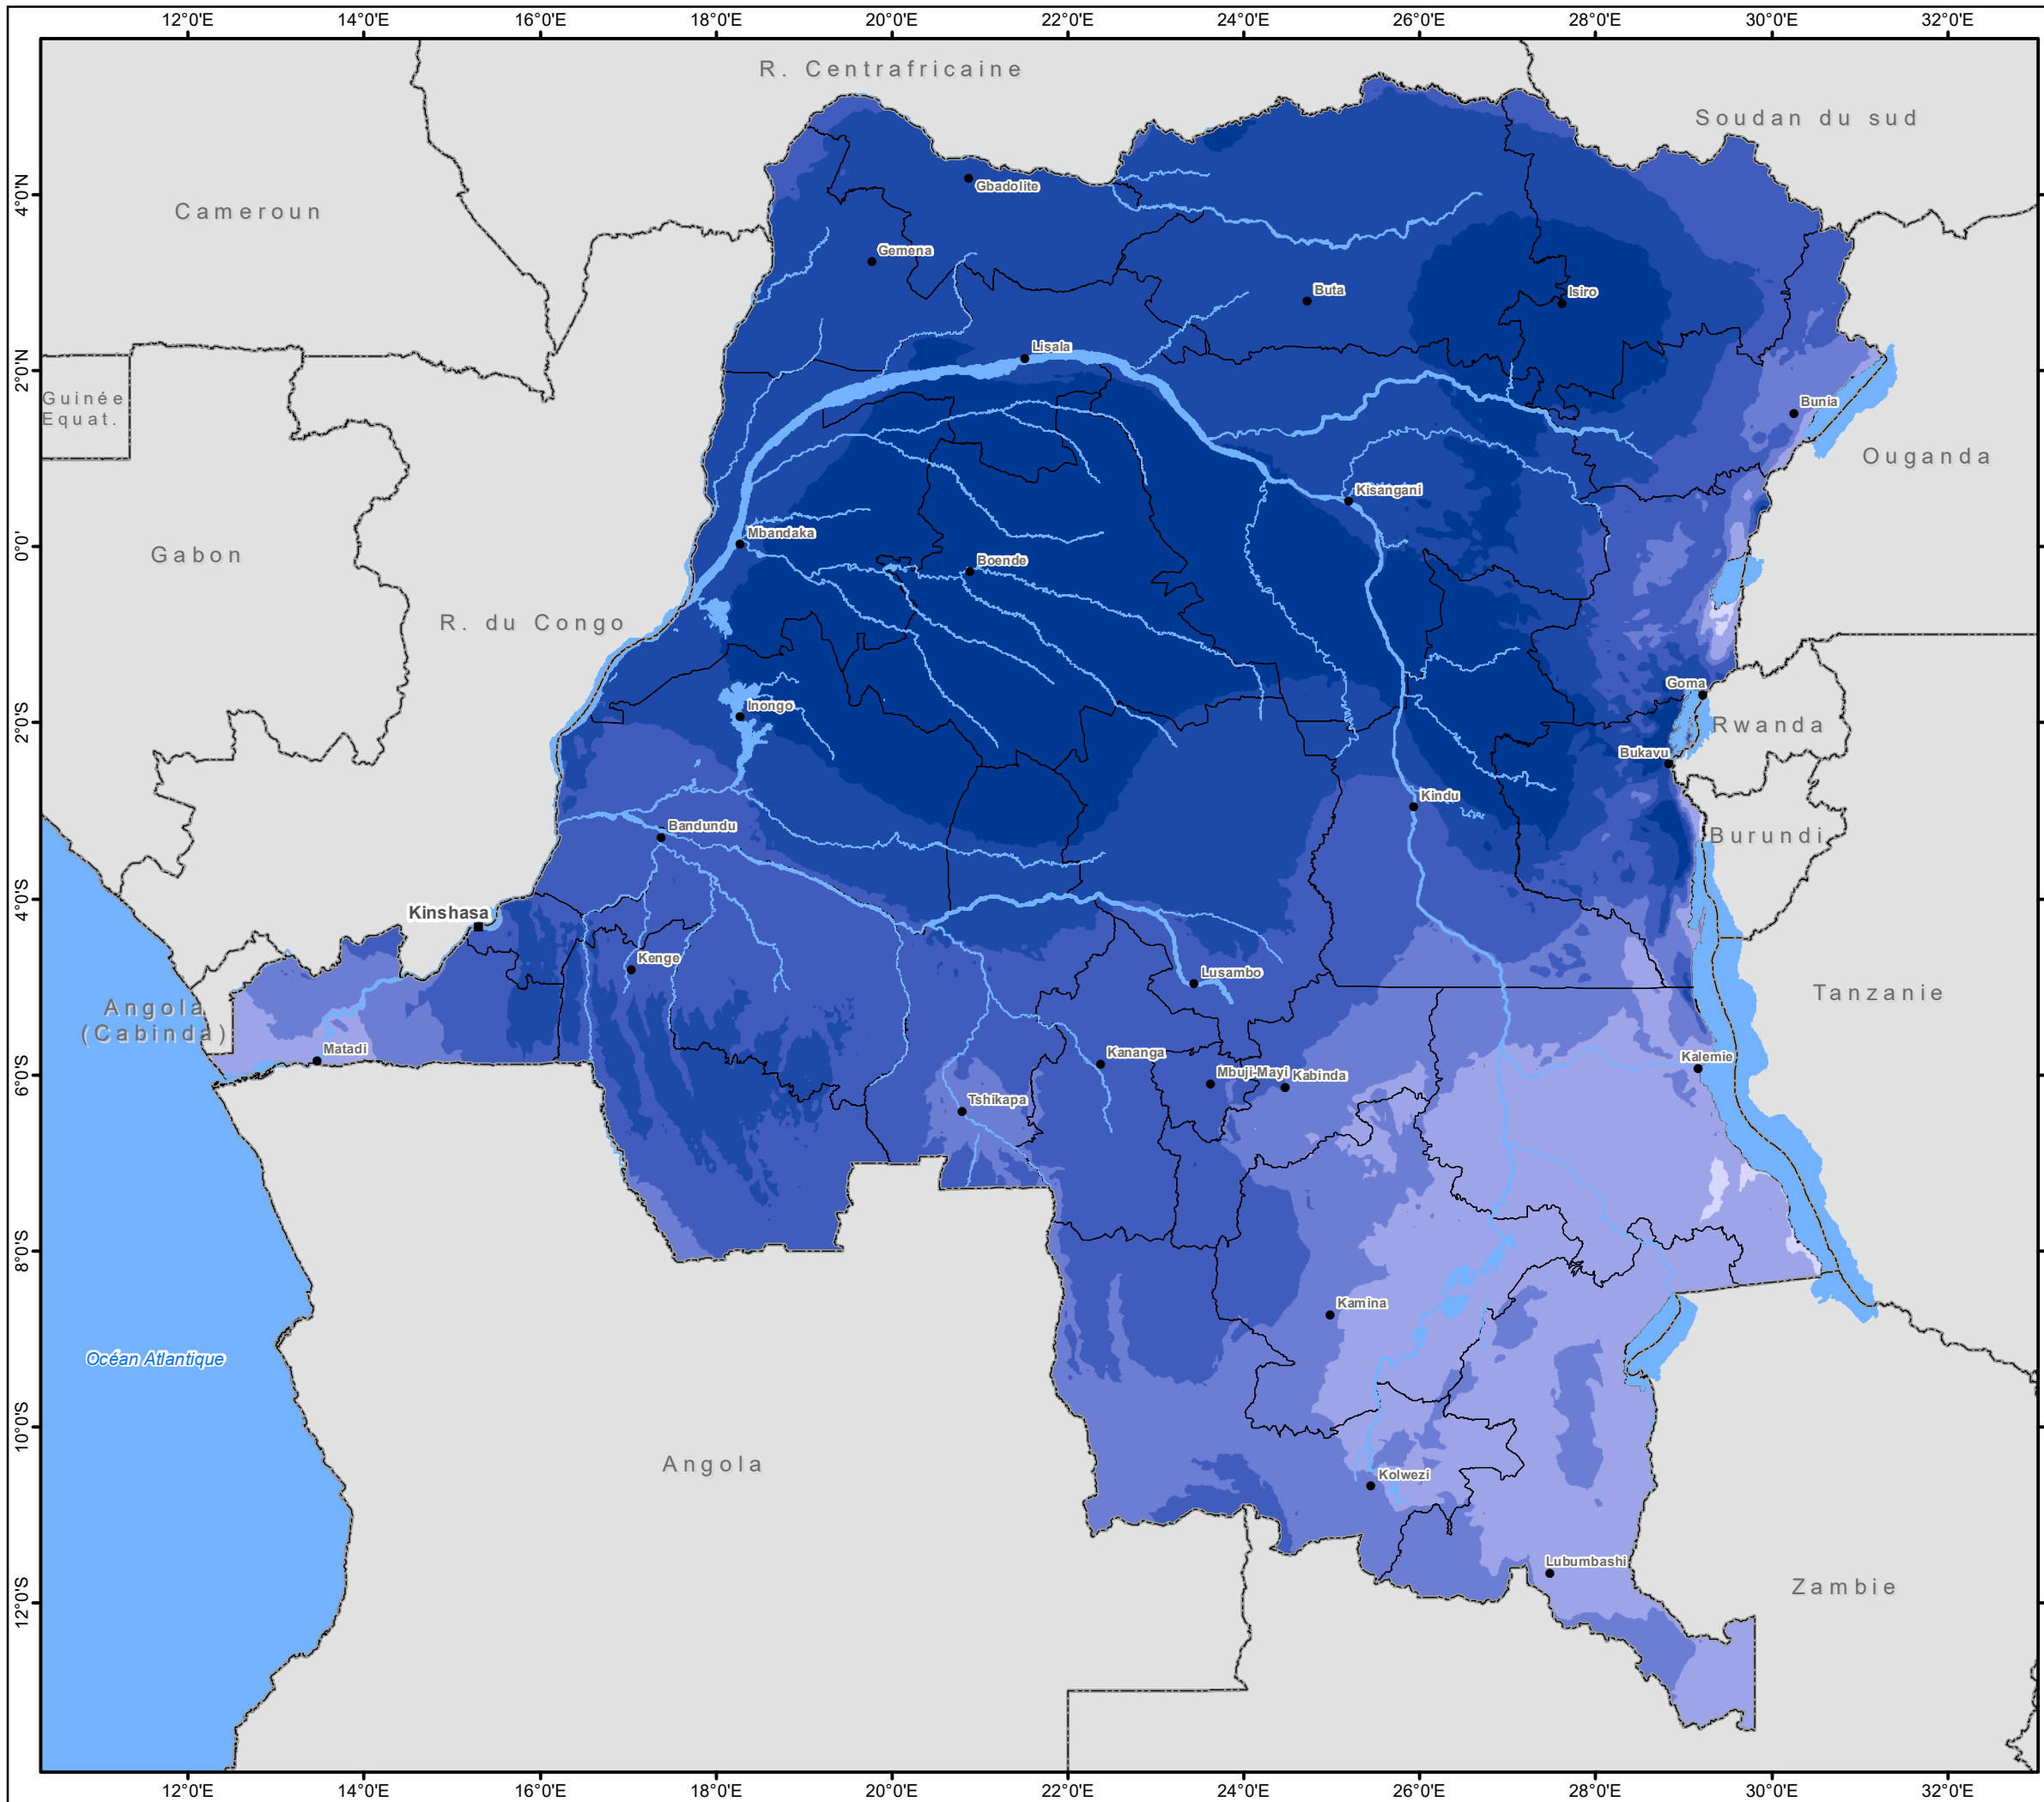 12°0'E
14°0'E
16°0'E
18°0'E
20°0'E
22°0'E
24°0'E
26°0'E
28°0'E
30°0'E
32°0'E
R. Centrafricaine
Soudan du sud
4°0'N
Gbadolite
Cameroun
Gemena
Buta
Isiro
Lisala
2°0'N
Guinée
Equat.
Bunia
Ouganda
Kisangani
Mbandaka
0°0'
Gabon
Boende
R. du Congo
Goma
Inongo
2°0'S
Rwanda
Bukavu
Kindu
Bandundu
Burundi
4°0'S
Kinshasa
Kenge
Lusambo
Tanzanie
Angola
(Cabinda)
Matadi
Kananga
Kalemie
6°0'S
Mbuji-Mayi
Kabinda
Tshikapa
8°0'S
Kamina
Océan Atlantique
10°0'S
Angola
Kolwezi
Lubumbashi
Zambie
12°0'S
12°0'E
14°0'E
16°0'E
18°0'E
20°0'E
22°0'E
24°0'E
26°0'E
28°0'E
30°0'E
32°0'E